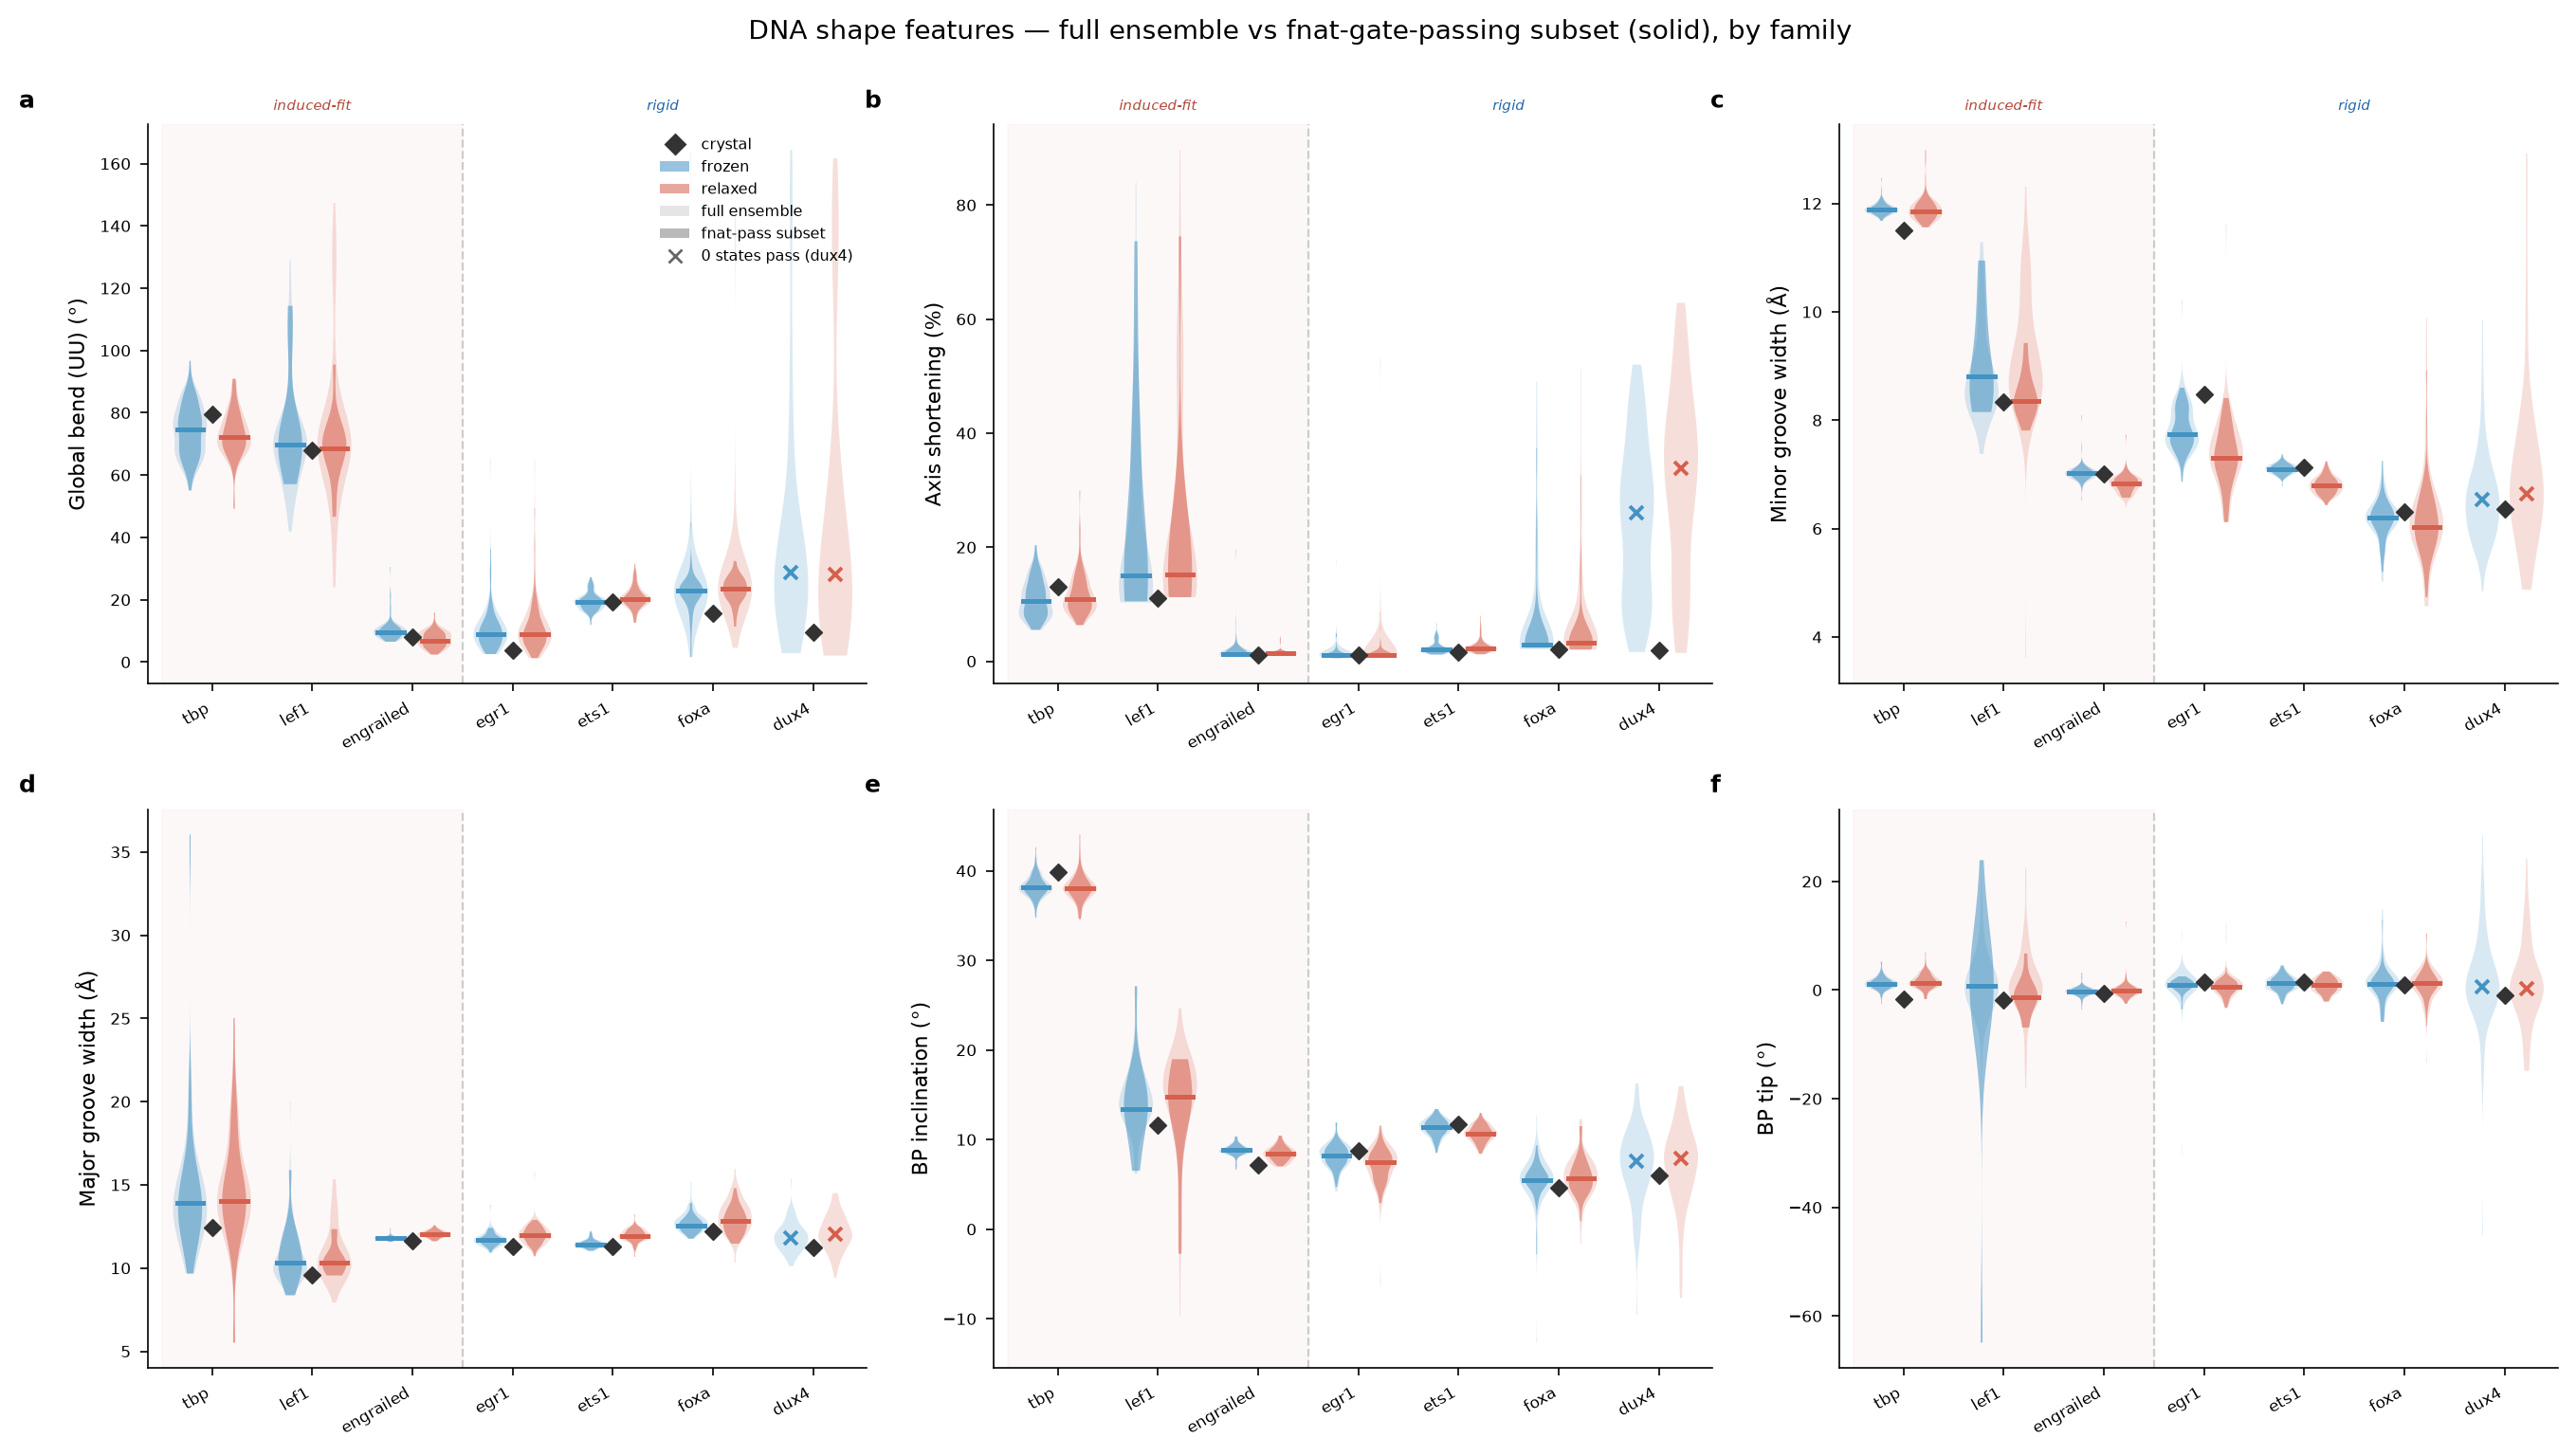 DNA shape features — full ensemble vs fnat-gate-passing subset (solid), by family
a
induced-fit
rigid
Global bend (UU) (°)
160
140
120
100
80
60
40
20
0
crystal
frozen
relaxed
full ensemble
fnat-pass subset
0 states pass (dux4)
tbp
lef1
engrailed
egr1
ets1
foxa
dux4
b
induced-fit
rigid
Axis shortening (%)
80
60
40
20
0
tbp
lef1
engrailed
egr1
ets1
foxa
dux4
c
induced-fit
rigid
Minor groove width (Å)
12
10
8
6
4
tbp
lef1
engrailed
egr1
ets1
foxa
dux4
d
Major groove width (Å)
35
30
25
20
15
10
5
tbp
lef1
engrailed
egr1
ets1
foxa
dux4
e
BP inclination (°)
40
30
20
10
0
−10
tbp
lef1
engrailed
egr1
ets1
foxa
dux4
f
BP tip (°)
20
0
−20
−40
−60
tbp
lef1
engrailed
egr1
ets1
foxa
dux4